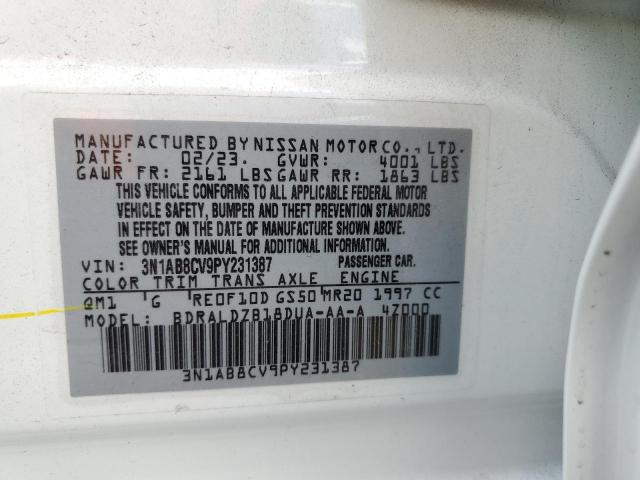 MANUFACTURED BY NISSAN MOTOR CO., LTD.
DATE: 02/23. GVWR: 4001 LBS
GAWR FR: 2161 LBS GAWR RR: 1863 LBS
THIS VEHICLE CONFORMS TO ALL APPLICABLE FEDERAL MOTOR
VEHICLE SAFETY, BUMPER AND THEFT PREVENTION STANDARDS
IN EFFECT ON THE DATE OF MANUFACTURE SHOWN ABOVE.
SEE OWNER'S MANUAL FOR ADDITIONAL INFORMATION.
VIN: 3N1AB8CV9PY231387 PASSENGER CAR.
COLOR TRIM TRANS AXLE ENGINE
QM1 G RE0F10D GS50 MR20 1997 CC
MODEL: BDRALDZB18DUA-AA-A 4Z000
3N1AB8CV9PY231387